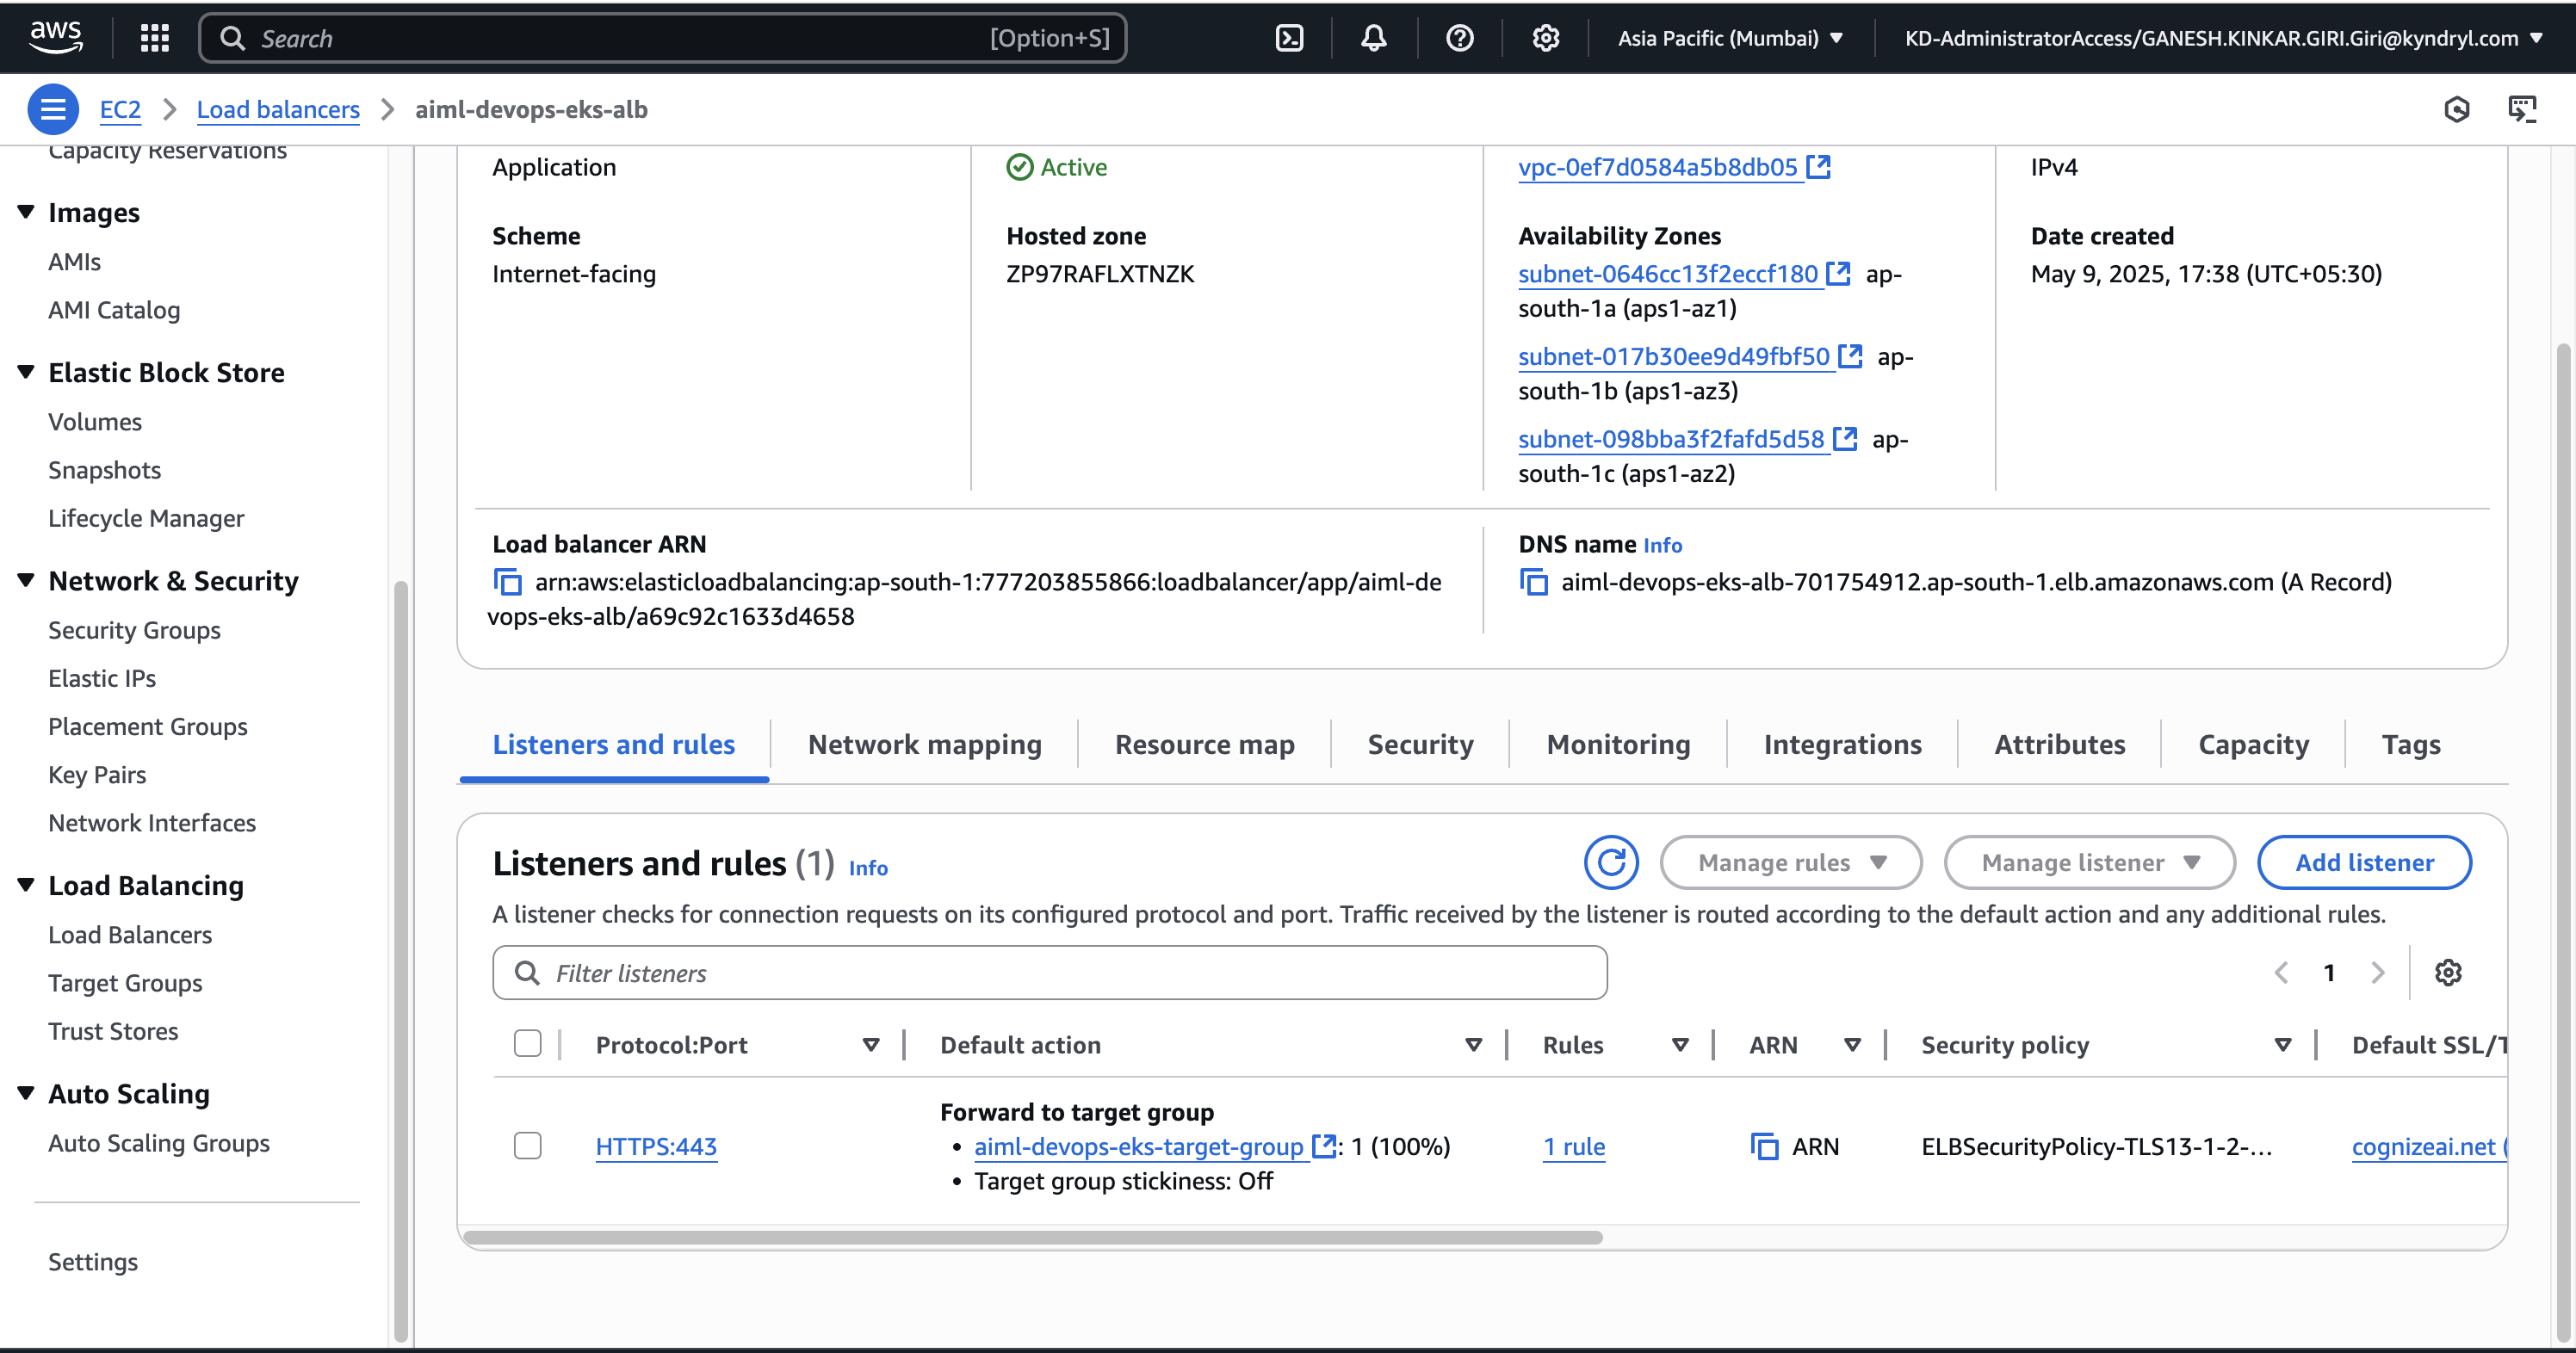 aws
Search
[Option+S]
Asia Pacific (Mumbai)
KD-AdministratorAccess/GANESH.KINKAR.GIRI.Giri@kyndryl.com
EC2
Load balancers
aiml-devops-eks-alb
Capacity Reservations
Images
AMIs
AMI Catalog
Elastic Block Store
Volumes
Snapshots
Lifecycle Manager
Network & Security
Security Groups
Elastic IPs
Placement Groups
Key Pairs
Network Interfaces
Load Balancing
Load Balancers
Target Groups
Trust Stores
Auto Scaling
Auto Scaling Groups
Settings
Application
Scheme
Internet-facing
Active
Hosted zone
ZP97RAFLXTNZK
vpc-0ef7d0584a5b8db05
Availability Zones
subnet-0646cc13f2eccf180 ap-
south-1a (aps1-az1)
subnet-017b30ee9d49fbf50 ap-
south-1b (aps1-az3)
subnet-098bba3f2fafd5d58 ap-
south-1c (aps1-az2)
IPv4
Date created
May 9, 2025, 17:38 (UTC+05:30)
Load balancer ARN
arn:aws:elasticloadbalancing:ap-south-1:777203855866:loadbalancer/app/aiml-de
vops-eks-alb/a69c92c1633d4658
DNS name Info
aiml-devops-eks-alb-701754912.ap-south-1.elb.amazonaws.com (A Record)
Listeners and rules
Network mapping
Resource map
Security
Monitoring
Integrations
Attributes
Capacity
Tags
Listeners and rules (1) Info
Manage rules
Manage listener
Add listener
A listener checks for connection requests on its configured protocol and port. Traffic received by the listener is routed according to the default action and any additional rules.
Filter listeners
1
Protocol:Port
Default action
Rules
ARN
Security policy
Default SSL/T
HTTPS:443
Forward to target group
• aiml-devops-eks-target-group : 1 (100%)
• Target group stickiness: Off
1 rule
ARN
ELBSecurityPolicy-TLS13-1-2-...
cognizeai.net (